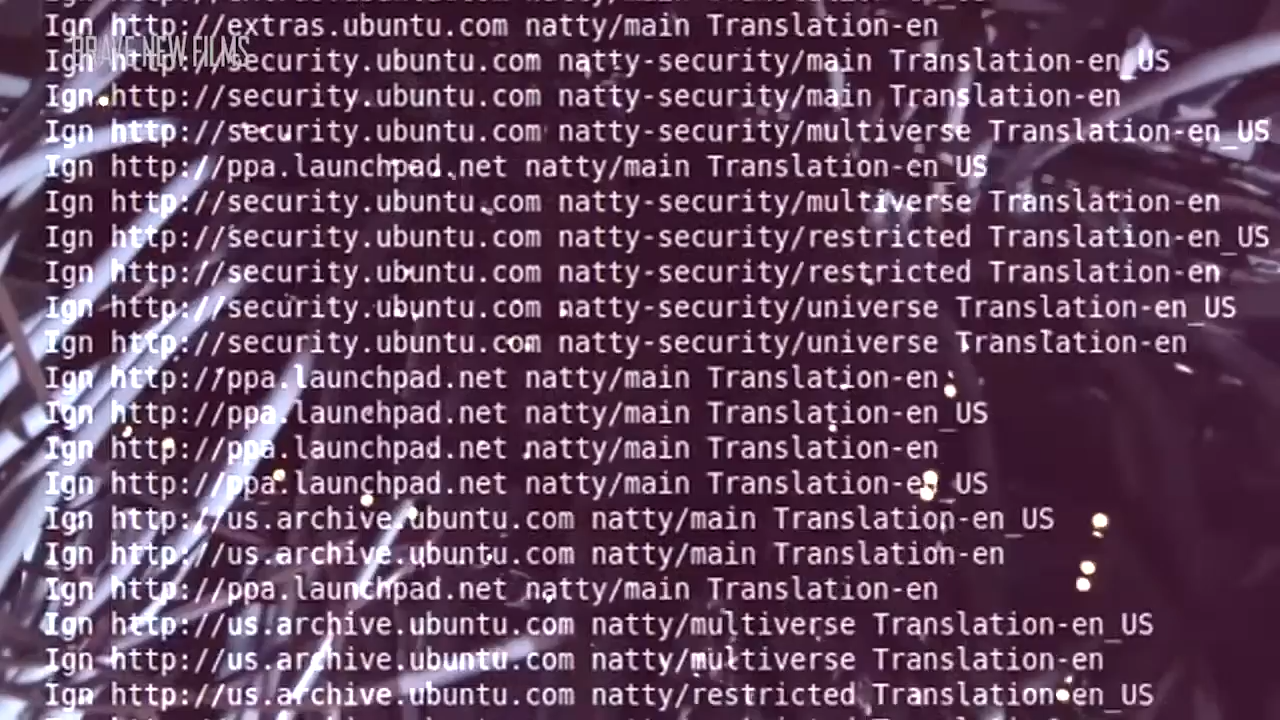 Ign http://extras.ubuntu.com natty/main Translation-en
BRAVE NEW FILMS
Ign http://security.ubuntu.com natty-security/main Translation-en_US
Ign http://security.ubuntu.com natty-security/main Translation-en
Ign http://security.ubuntu.com natty-security/multiverse Translation-en_US
Ign http://ppa.launchpad.net natty/main Translation-en_US
Ign http://security.ubuntu.com natty-security/multiverse Translation-en
Ign http://security.ubuntu.com natty-security/restricted Translation-en_US
Ign http://security.ubuntu.com natty-security/restricted Translation-en
Ign http://security.ubuntu.com natty-security/universe Translation-en_US
Ign http://security.ubuntu.com natty-security/universe Translation-en
Ign http://ppa.launchpad.net natty/main Translation-en
Ign http://ppa.launchpad.net natty/main Translation-en_US
Ign http://ppa.launchpad.net natty/main Translation-en
Ign http://ppa.launchpad.net natty/main Translation-en_US
Ign http://us.archive.ubuntu.com natty/main Translation-en_US
Ign http://us.archive.ubuntu.com natty/main Translation-en
Ign http://ppa.launchpad.net natty/main Translation-en
Ign http://us.archive.ubuntu.com natty/multiverse Translation-en_US
Ign http://us.archive.ubuntu.com natty/multiverse Translation-en
Ign http://us.archive.ubuntu.com natty/restricted Translation-en_US